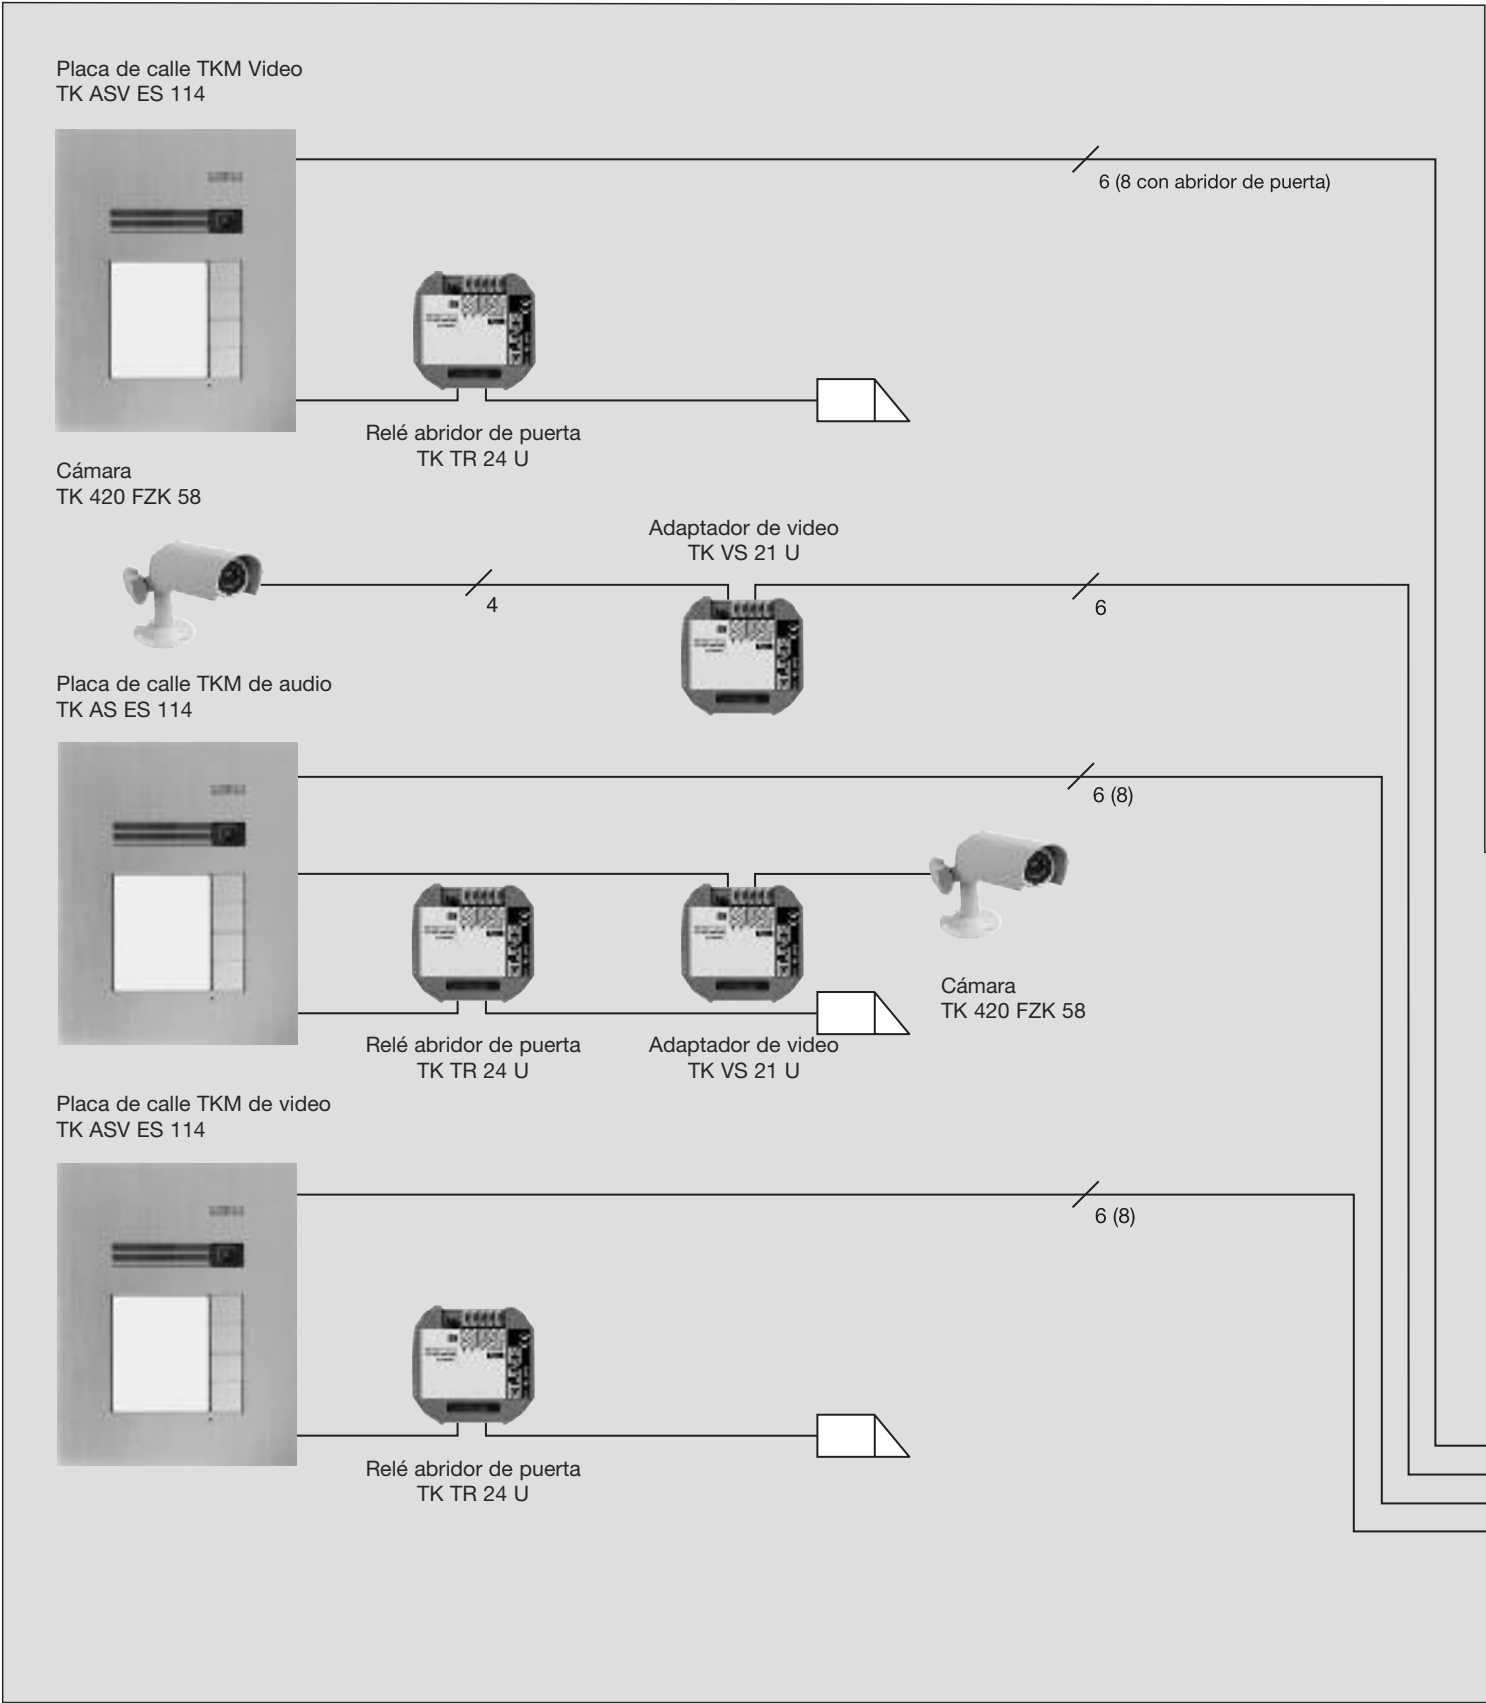 Placa de calle TKM Video
TK ASV ES 114
6 (8 con abridor de puerta)
Relé abridor de puerta
TK TR 24 U
Cámara
TK 420 FZK 58
Adaptador de video
TK VS 21 U
4
6
Placa de calle TKM de audio
TK AS ES 114
6 (8)
Cámara
TK 420 FZK 58
Relé abridor de puerta
TK TR 24 U
Adaptador de video
TK VS 21 U
Placa de calle TKM de video
TK ASV ES 114
6 (8)
Relé abridor de puerta
TK TR 24 U